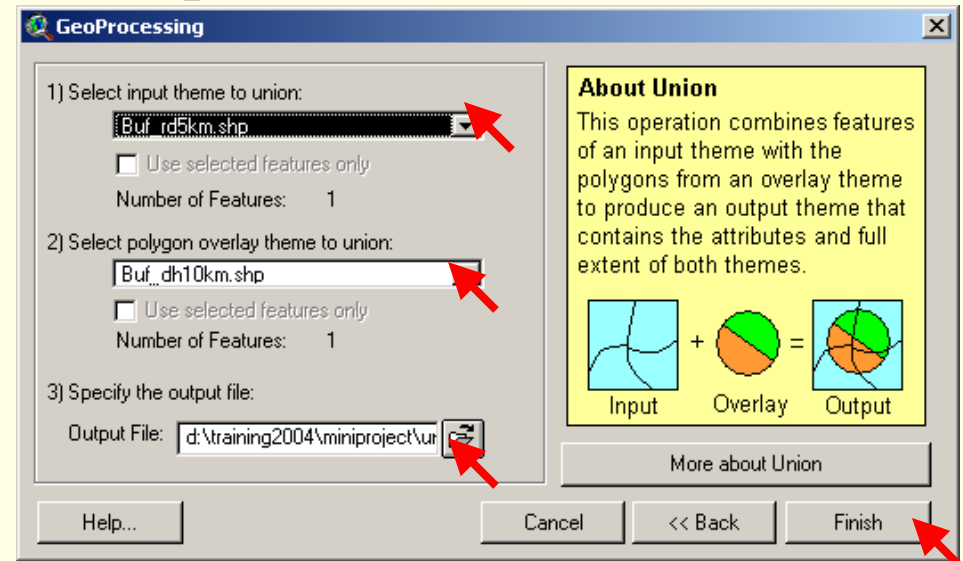 GeoProcessing
1) Select input theme to union:
Buf_rd5km.shp
Use selected features only
Number of Features: 1
2) Select polygon overlay theme to union:
Buf_dh10km.shp
Use selected features only
Number of Features: 1
3) Specify the output file:
Output File: d:\training2004\miniproject\ur
About Union
This operation combines features
of an input theme with the
polygons from an overlay theme
to produce an output theme that
contains the attributes and full
extent of both themes.
+ =
Input Overlay Output
More about Union
Help... Cancel << Back Finish